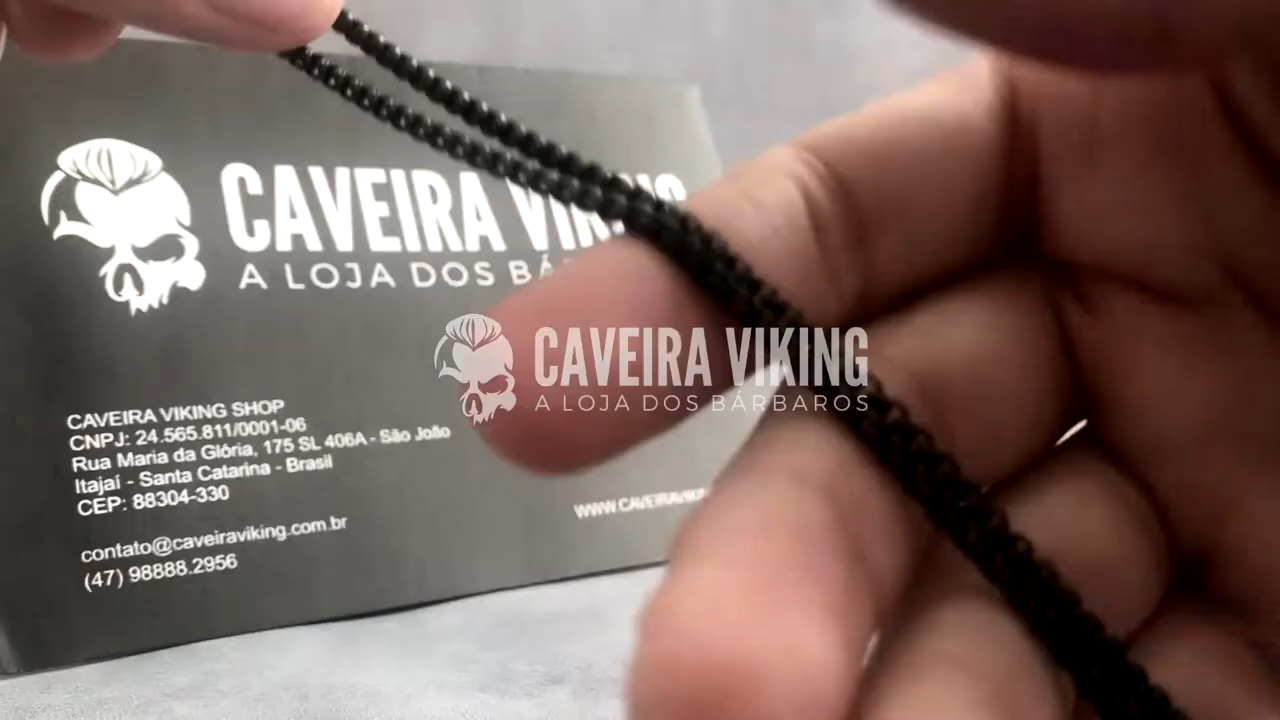 CAVEIRA
A LOJA DOS
CAVEIRA VIKING
A LOJA DOS BÁRBAROS
CAVEIRA VIKING SHOP
CNPJ: 24.565.811/0001-06
Rua Maria da Glória, 175 SL 406A - São João
Itajaí - Santa Catarina - Brasil
CEP: 88304-330
contato@caveiraviking.com.br
(47) 98888.2956